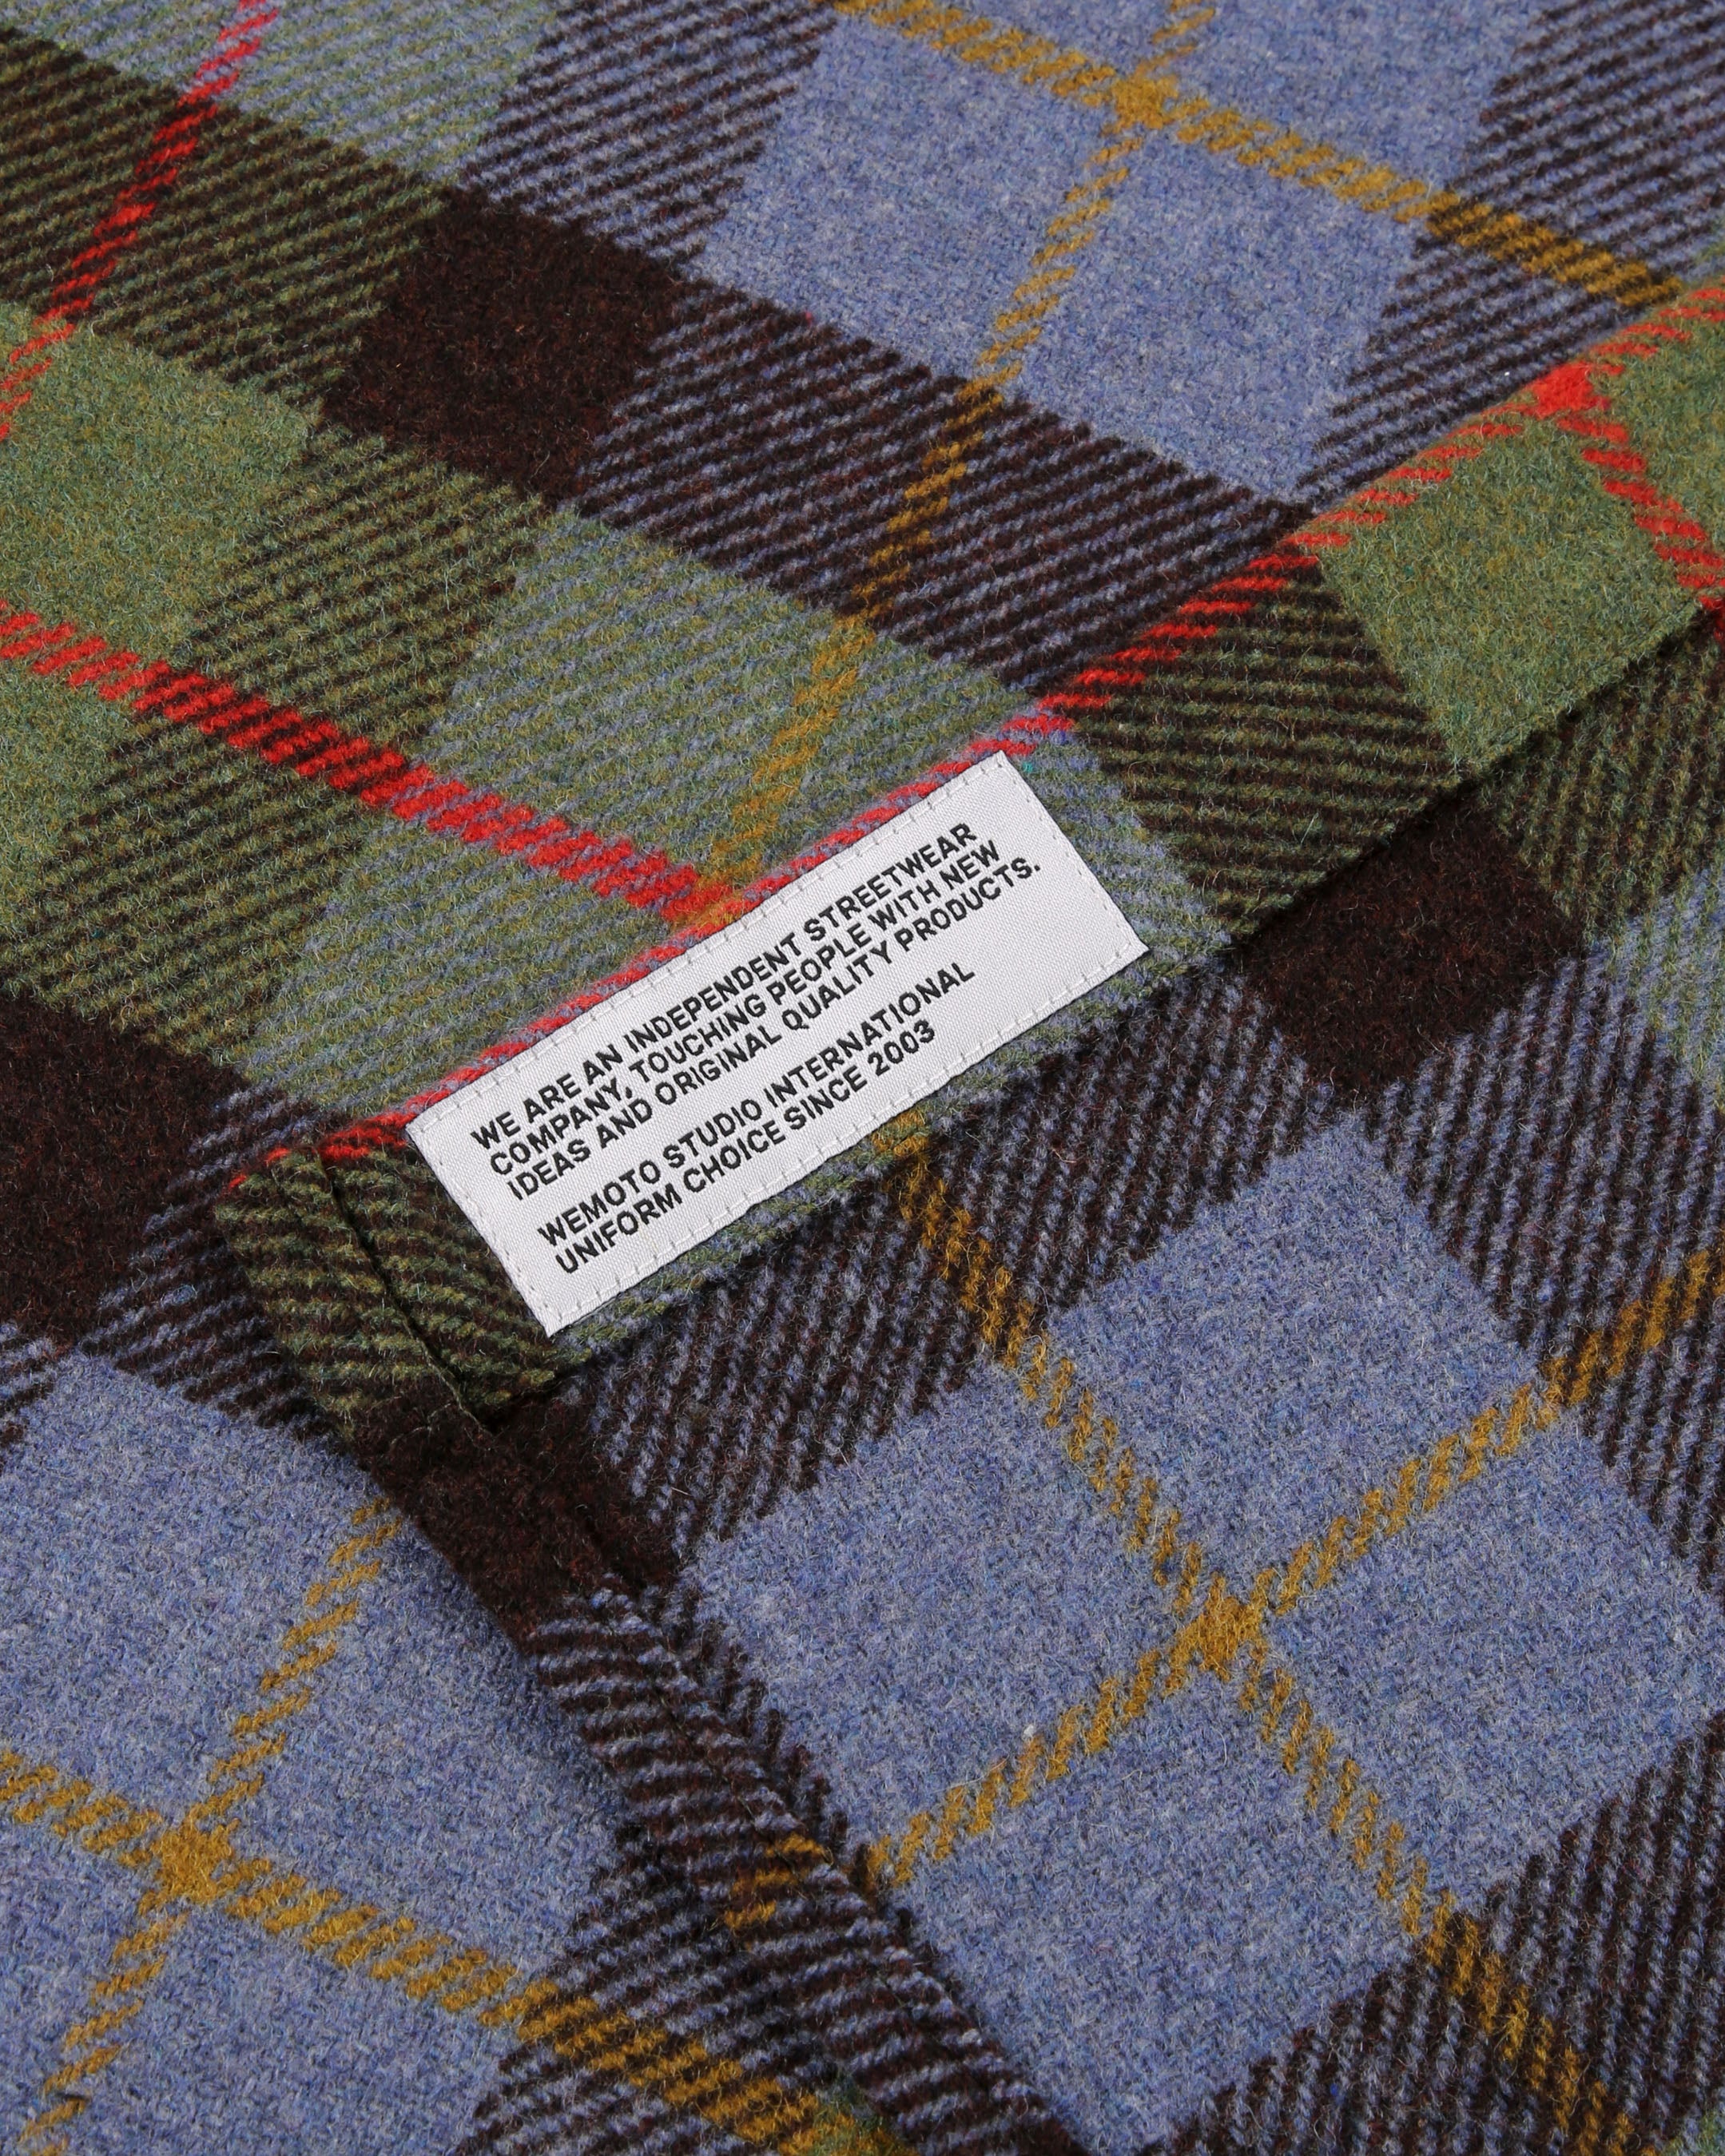 WE ARE AN INDEPENDENT STREETWEAR
COMPANY, TOUCHING PEOPLE WITH NEW
IDEAS AND ORIGINAL QUALITY PRODUCTS.
WEMOTO STUDIO INTERNATIONAL
UNIFORM CHOICE SINCE 2003